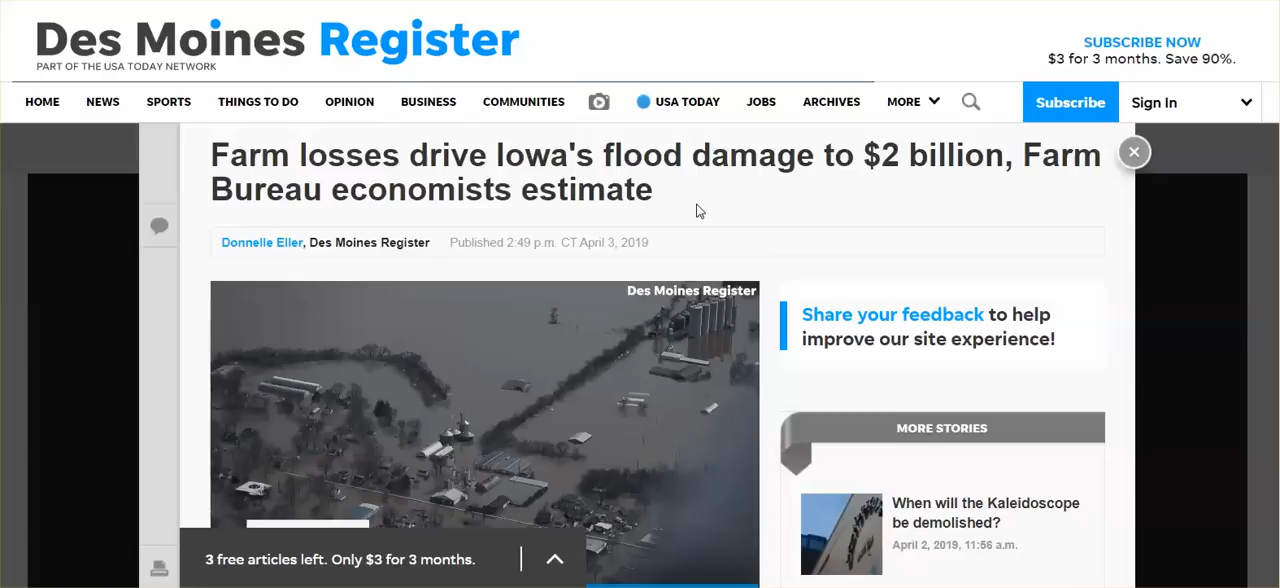 Des Moines Register
PART OF THE USA TODAY NETWORK
SUBSCRIBE NOW
$3 for 3 months. Save 90%.
HOME NEWS SPORTS THINGS TO DO OPINION BUSINESS COMMUNITIES USA TODAY JOBS ARCHIVES MORE Subscribe Sign In
Farm losses drive Iowa's flood damage to $2 billion, Farm
Bureau economists estimate
Donnelle Eller, Des Moines Register Published 2:49 p.m. CT April 3, 2019
Des Moines Register
Share your feedback to help
improve our site experience!
MORE STORIES
When will the Kaleidoscope
be demolished?
April 2, 2019, 11:56 a.m.
3 free articles left. Only $3 for 3 months.